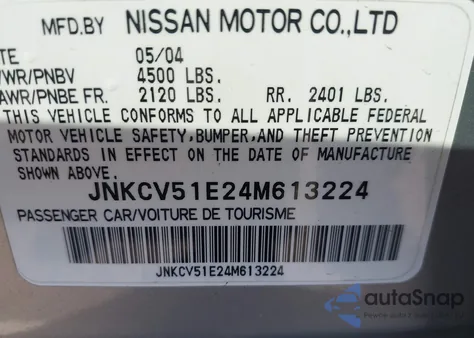 MFD.BY NISSAN MOTOR CO.,LTD
TE 05/04
WR/PNBV 4500 LBS.
AWR/PNBE FR. 2120 LBS. RR. 2401 LBS.
THIS VEHICLE CONFORMS TO ALL APPLICABLE FEDERAL
MOTOR VEHICLE SAFETY,BUMPER,AND THEFT PREVENTION
STANDARDS IN EFFECT ON THE DATE OF MANUFACTURE
SHOWN ABOVE.
JNKCV51E24M613224
PASSENGER CAR/VOITURE DE TOURISME
JNKCV51E24M613224
autoSnap